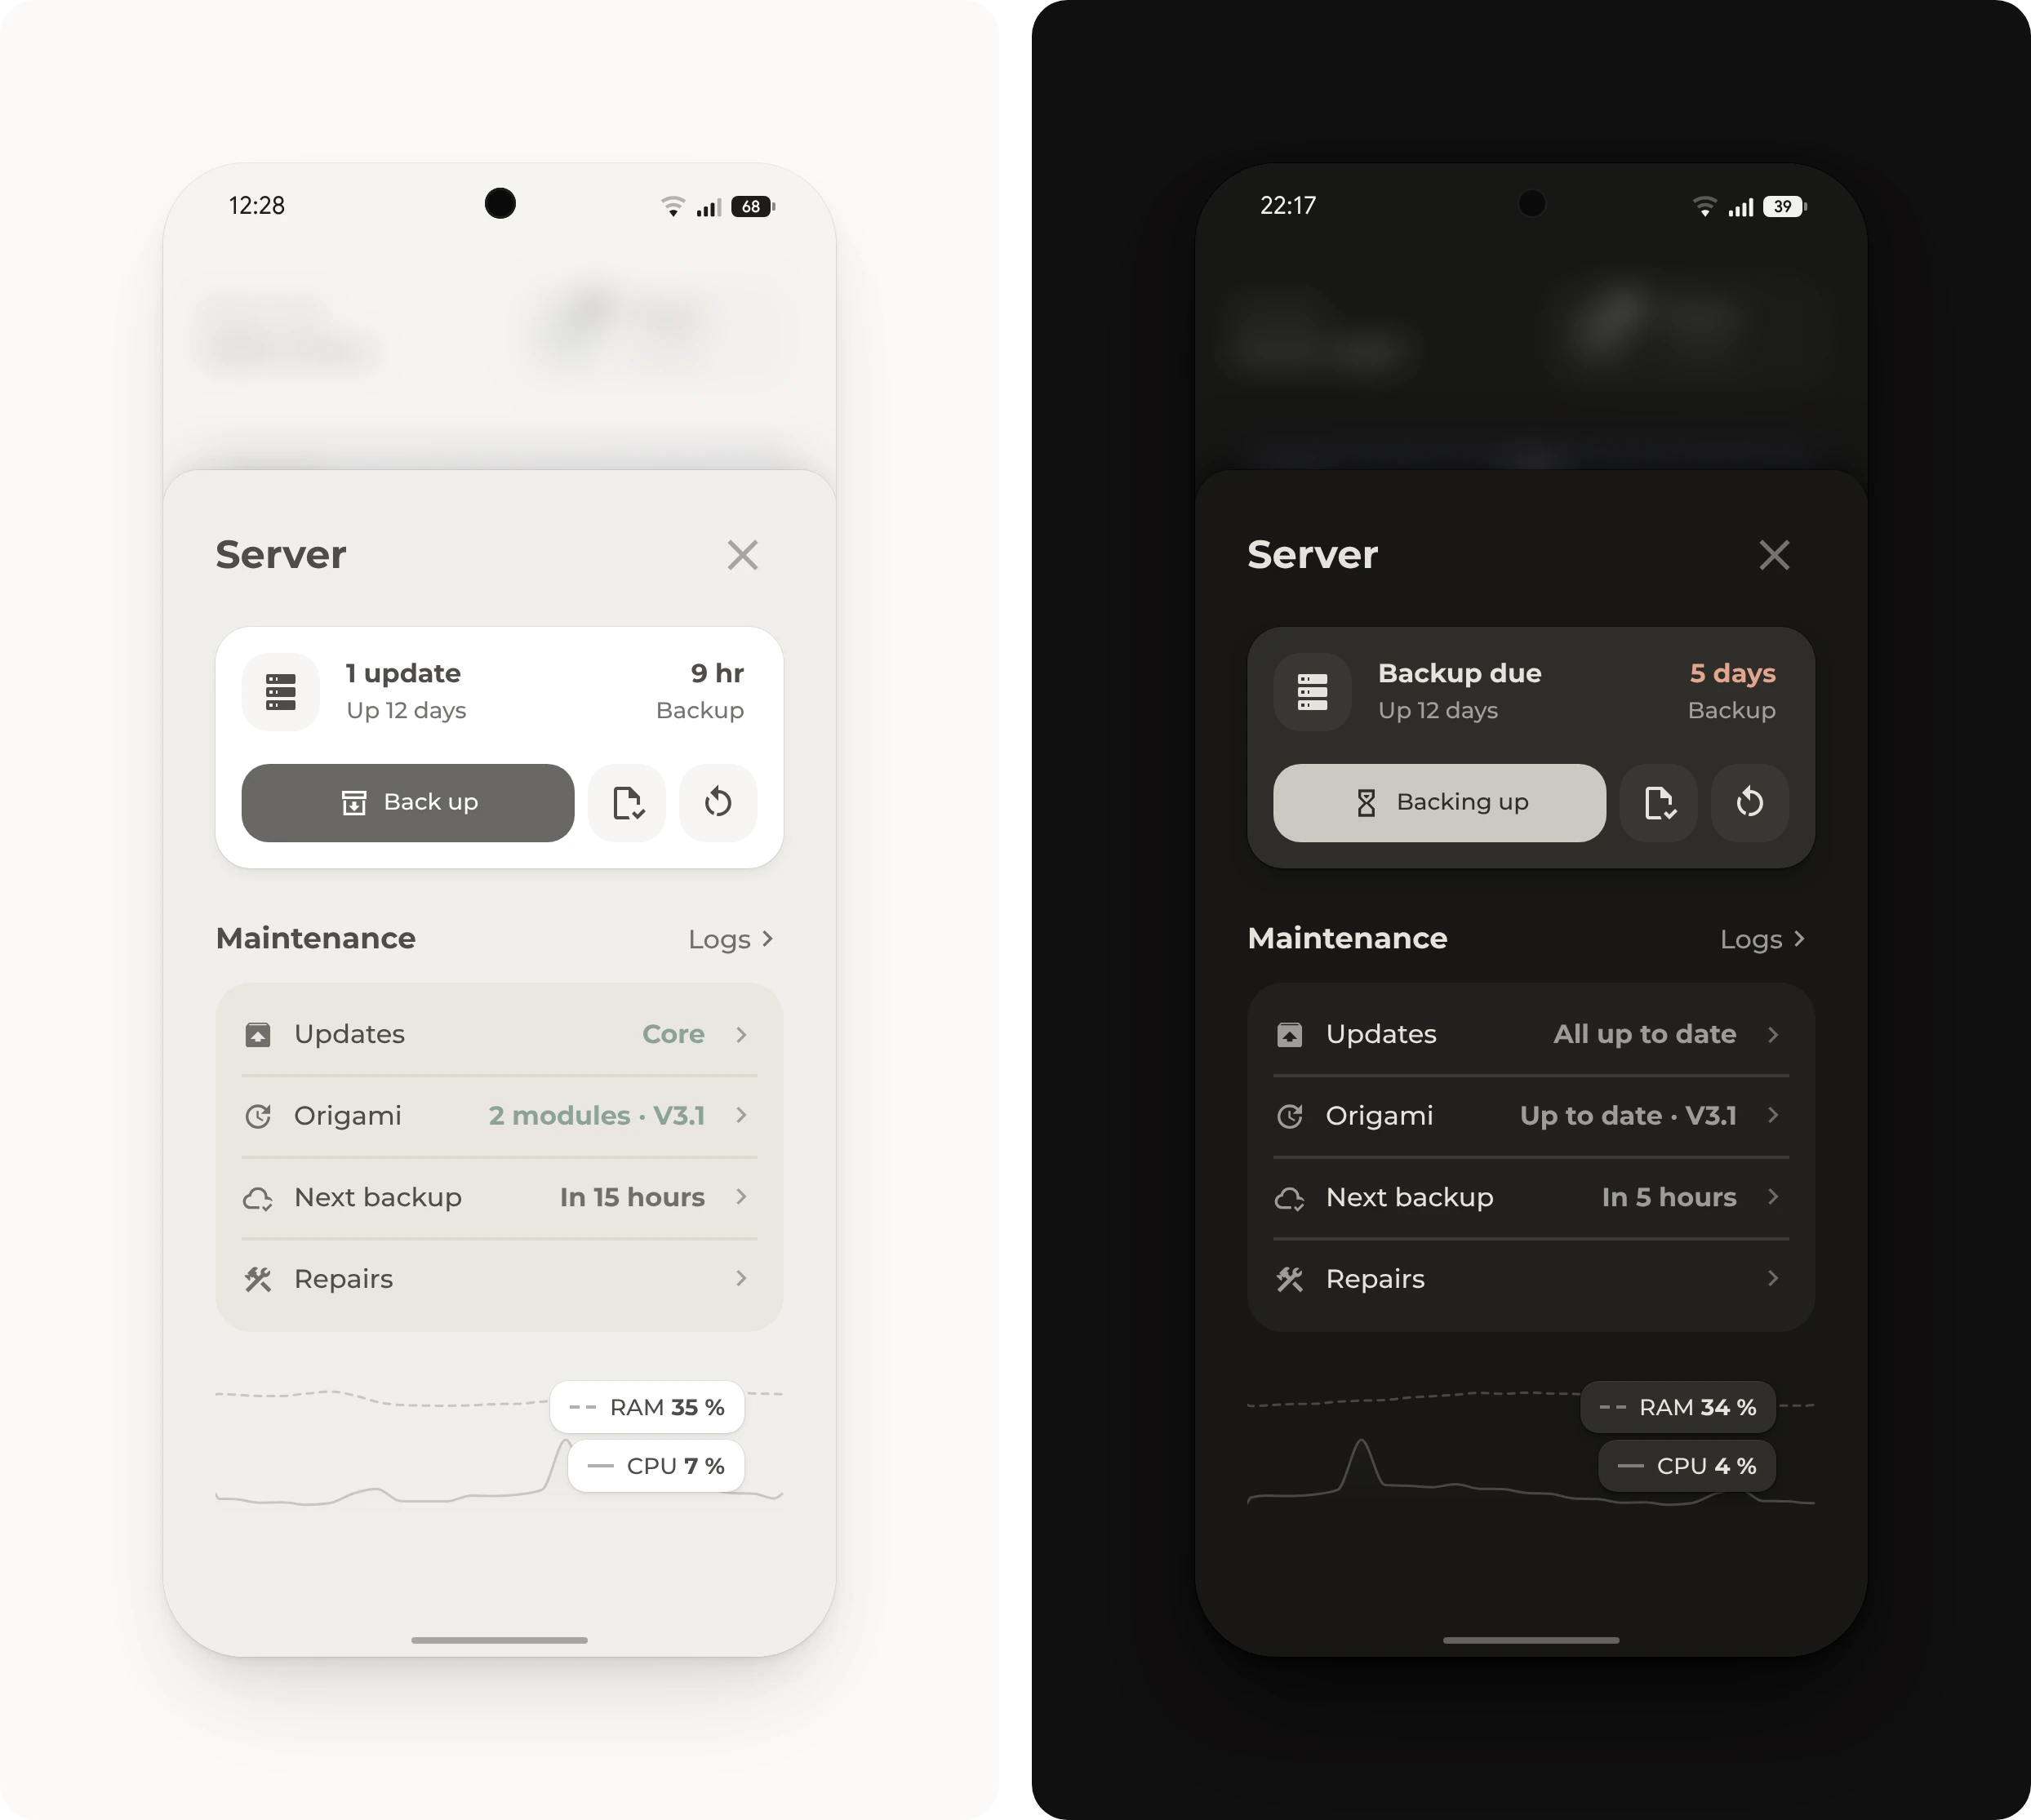 12:28
68
Server
1 update
9 hr
Up 12 days
Backup
Back up
Maintenance
Logs
Updates
Core
Origami
2 modules · V3.1
Next backup
In 15 hours
Repairs
RAM 35 %
CPU 7 %
22:17
39
Server
Backup due
5 days
Up 12 days
Backup
Backing up
Maintenance
Logs
Updates
All up to date
Origami
Up to date · V3.1
Next backup
In 5 hours
Repairs
RAM 34 %
CPU 4 %